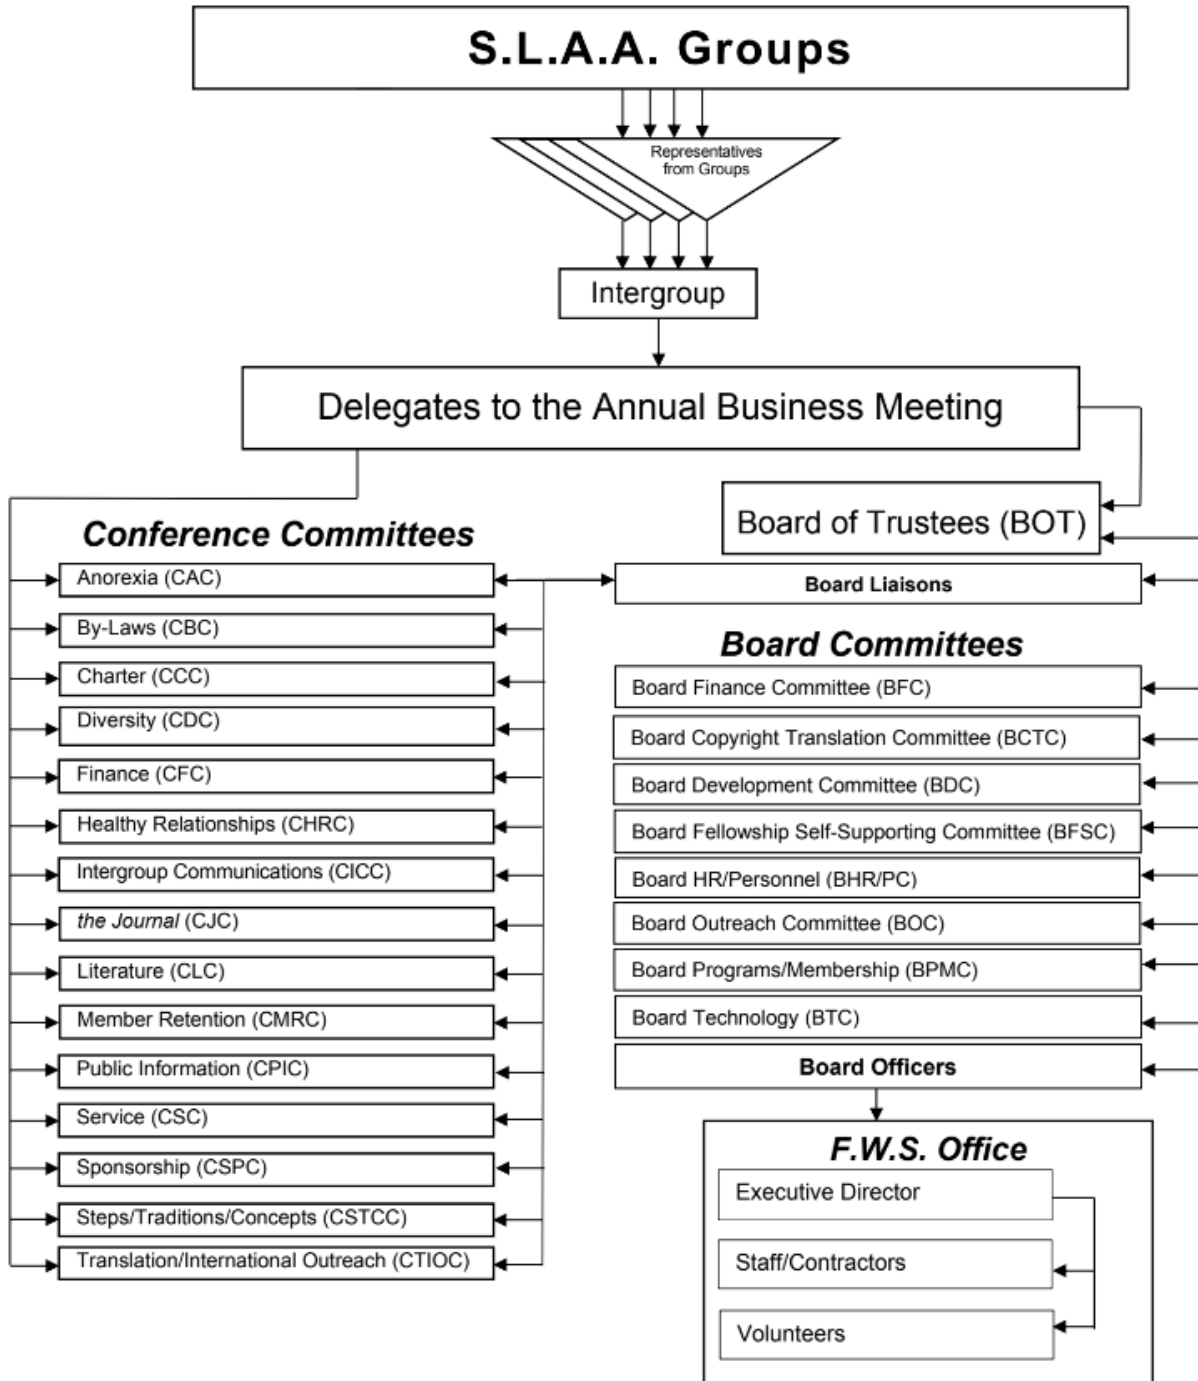 S.L.A.A. Groups
Representatives
from Groups
Intergroup
Delegates to the Annual Business Meeting
Conference Committees
Anorexia (CAC)
By-Laws (CBC)
Charter (CCC)
Diversity (CDC)
Finance (CFC)
Healthy Relationships (CHRC)
Intergroup Communications (CICC)
the Journal (CJC)
Literature (CLC)
Member Retention (CMRC)
Public Information (CPIC)
Service (CSC)
Sponsorship (CSPC)
Steps/Traditions/Concepts (CSTCC)
Translation/International Outreach (CTIOC)
Board of Trustees (BOT)
Board Liaisons
Board Committees
Board Finance Committee (BFC)
Board Copyright Translation Committee (BCTC)
Board Development Committee (BDC)
Board Fellowship Self-Supporting Committee (BFSC)
Board HR/Personnel (BHR/PC)
Board Outreach Committee (BOC)
Board Programs/Membership (BPMC)
Board Technology (BTC)
Board Officers
F.W.S. Office
Executive Director
Staff/Contractors
Volunteers